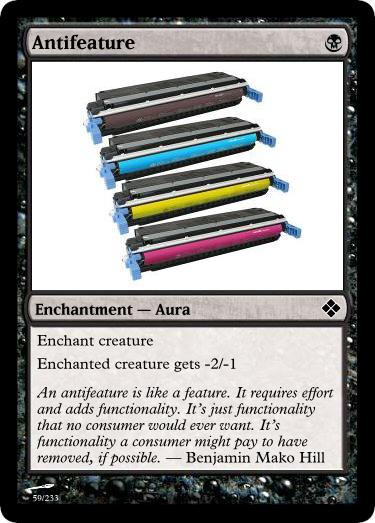 Antifeature
Enchantment — Aura
Enchant creature
Enchanted creature gets -2/-1
An antifeature is like a feature. It requires effort
and adds functionality. It's just functionality
that no consumer would ever want. It's
functionality a consumer might pay to have
removed, if possible. — Benjamin Mako Hill
59/233